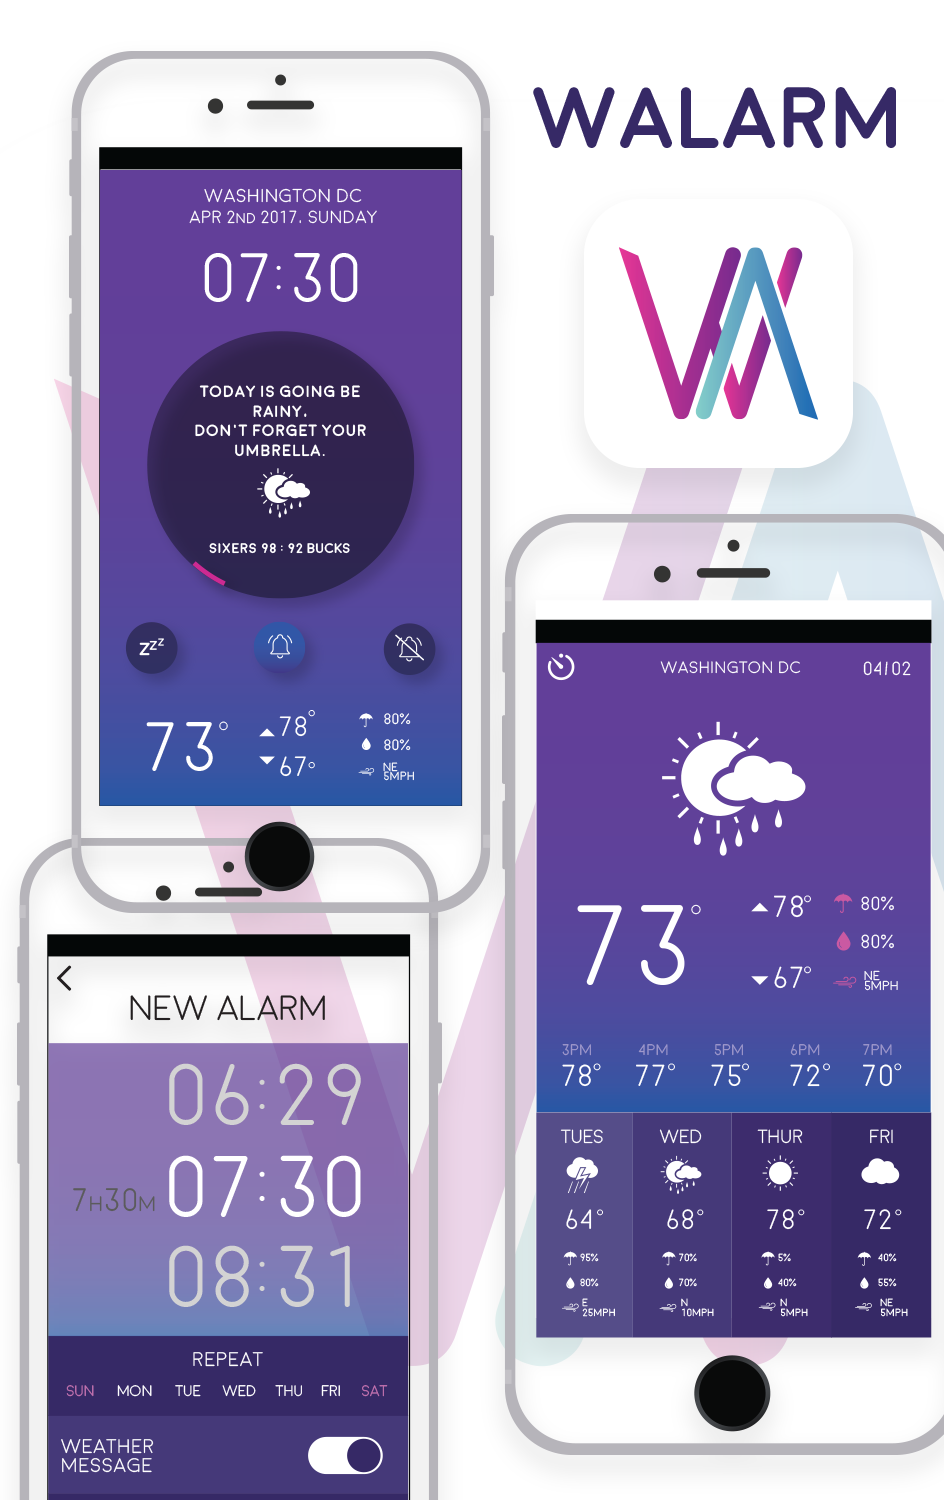 WALARM
WASHINGTON DC
APR 2ND 2017. SUNDAY
07:30
TODAY IS GOING BE
RAINY.
DON'T FORGET YOUR
UMBRELLA.
SIXERS 98 : 92 BUCKS
zzz
73°
78°
67°
80%
80%
NE
5MPH
WASHINGTON DC
04/02
73°
78°
67°
80%
80%
NE
5MPH
3PM 4PM 5PM 6PM 7PM
78° 77° 75° 72° 70°
TUES WED THUR FRI
64° 68° 78° 72°
95% 70% 5% 40%
80% 70% 40% 55%
E N N NE
25MPH 10MPH 5MPH 5MPH
NEW ALARM
06:29
7H30M 07:30
08:31
REPEAT
SUN MON TUE WED THU FRI SAT
WEATHER
MESSAGE